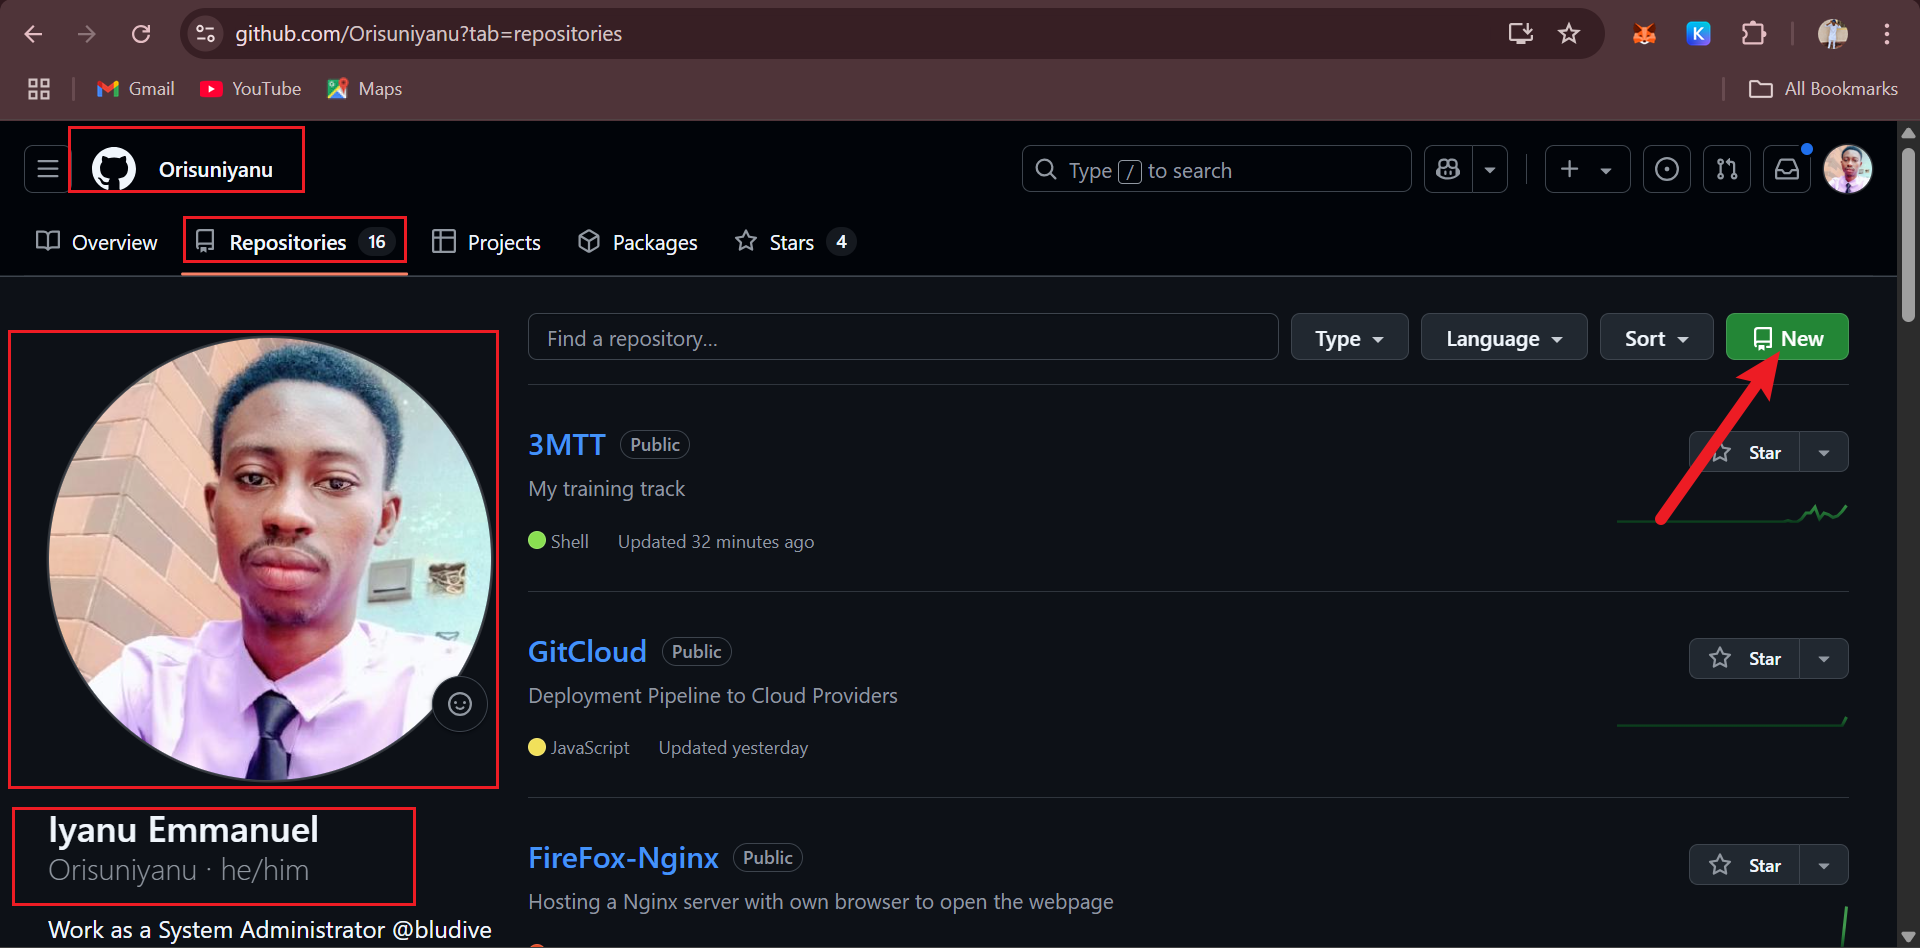 github.com/Orisuniyanu?tab=repositories
K
Gmail YouTube Maps All Bookmarks
Orisuniyanu Type / to search
Overview Repositories 16 Projects Packages Stars 4
Find a repository... Type Language Sort New
3MTT Public Star
My training track
Shell Updated 32 minutes ago
GitCloud Public Star
Deployment Pipeline to Cloud Providers
JavaScript Updated yesterday
Iyanu Emmanuel
Orisuniyanu · he/him
Work as a System Administrator @bludive
FireFox-Nginx Public Star
Hosting a Nginx server with own browser to open the webpage